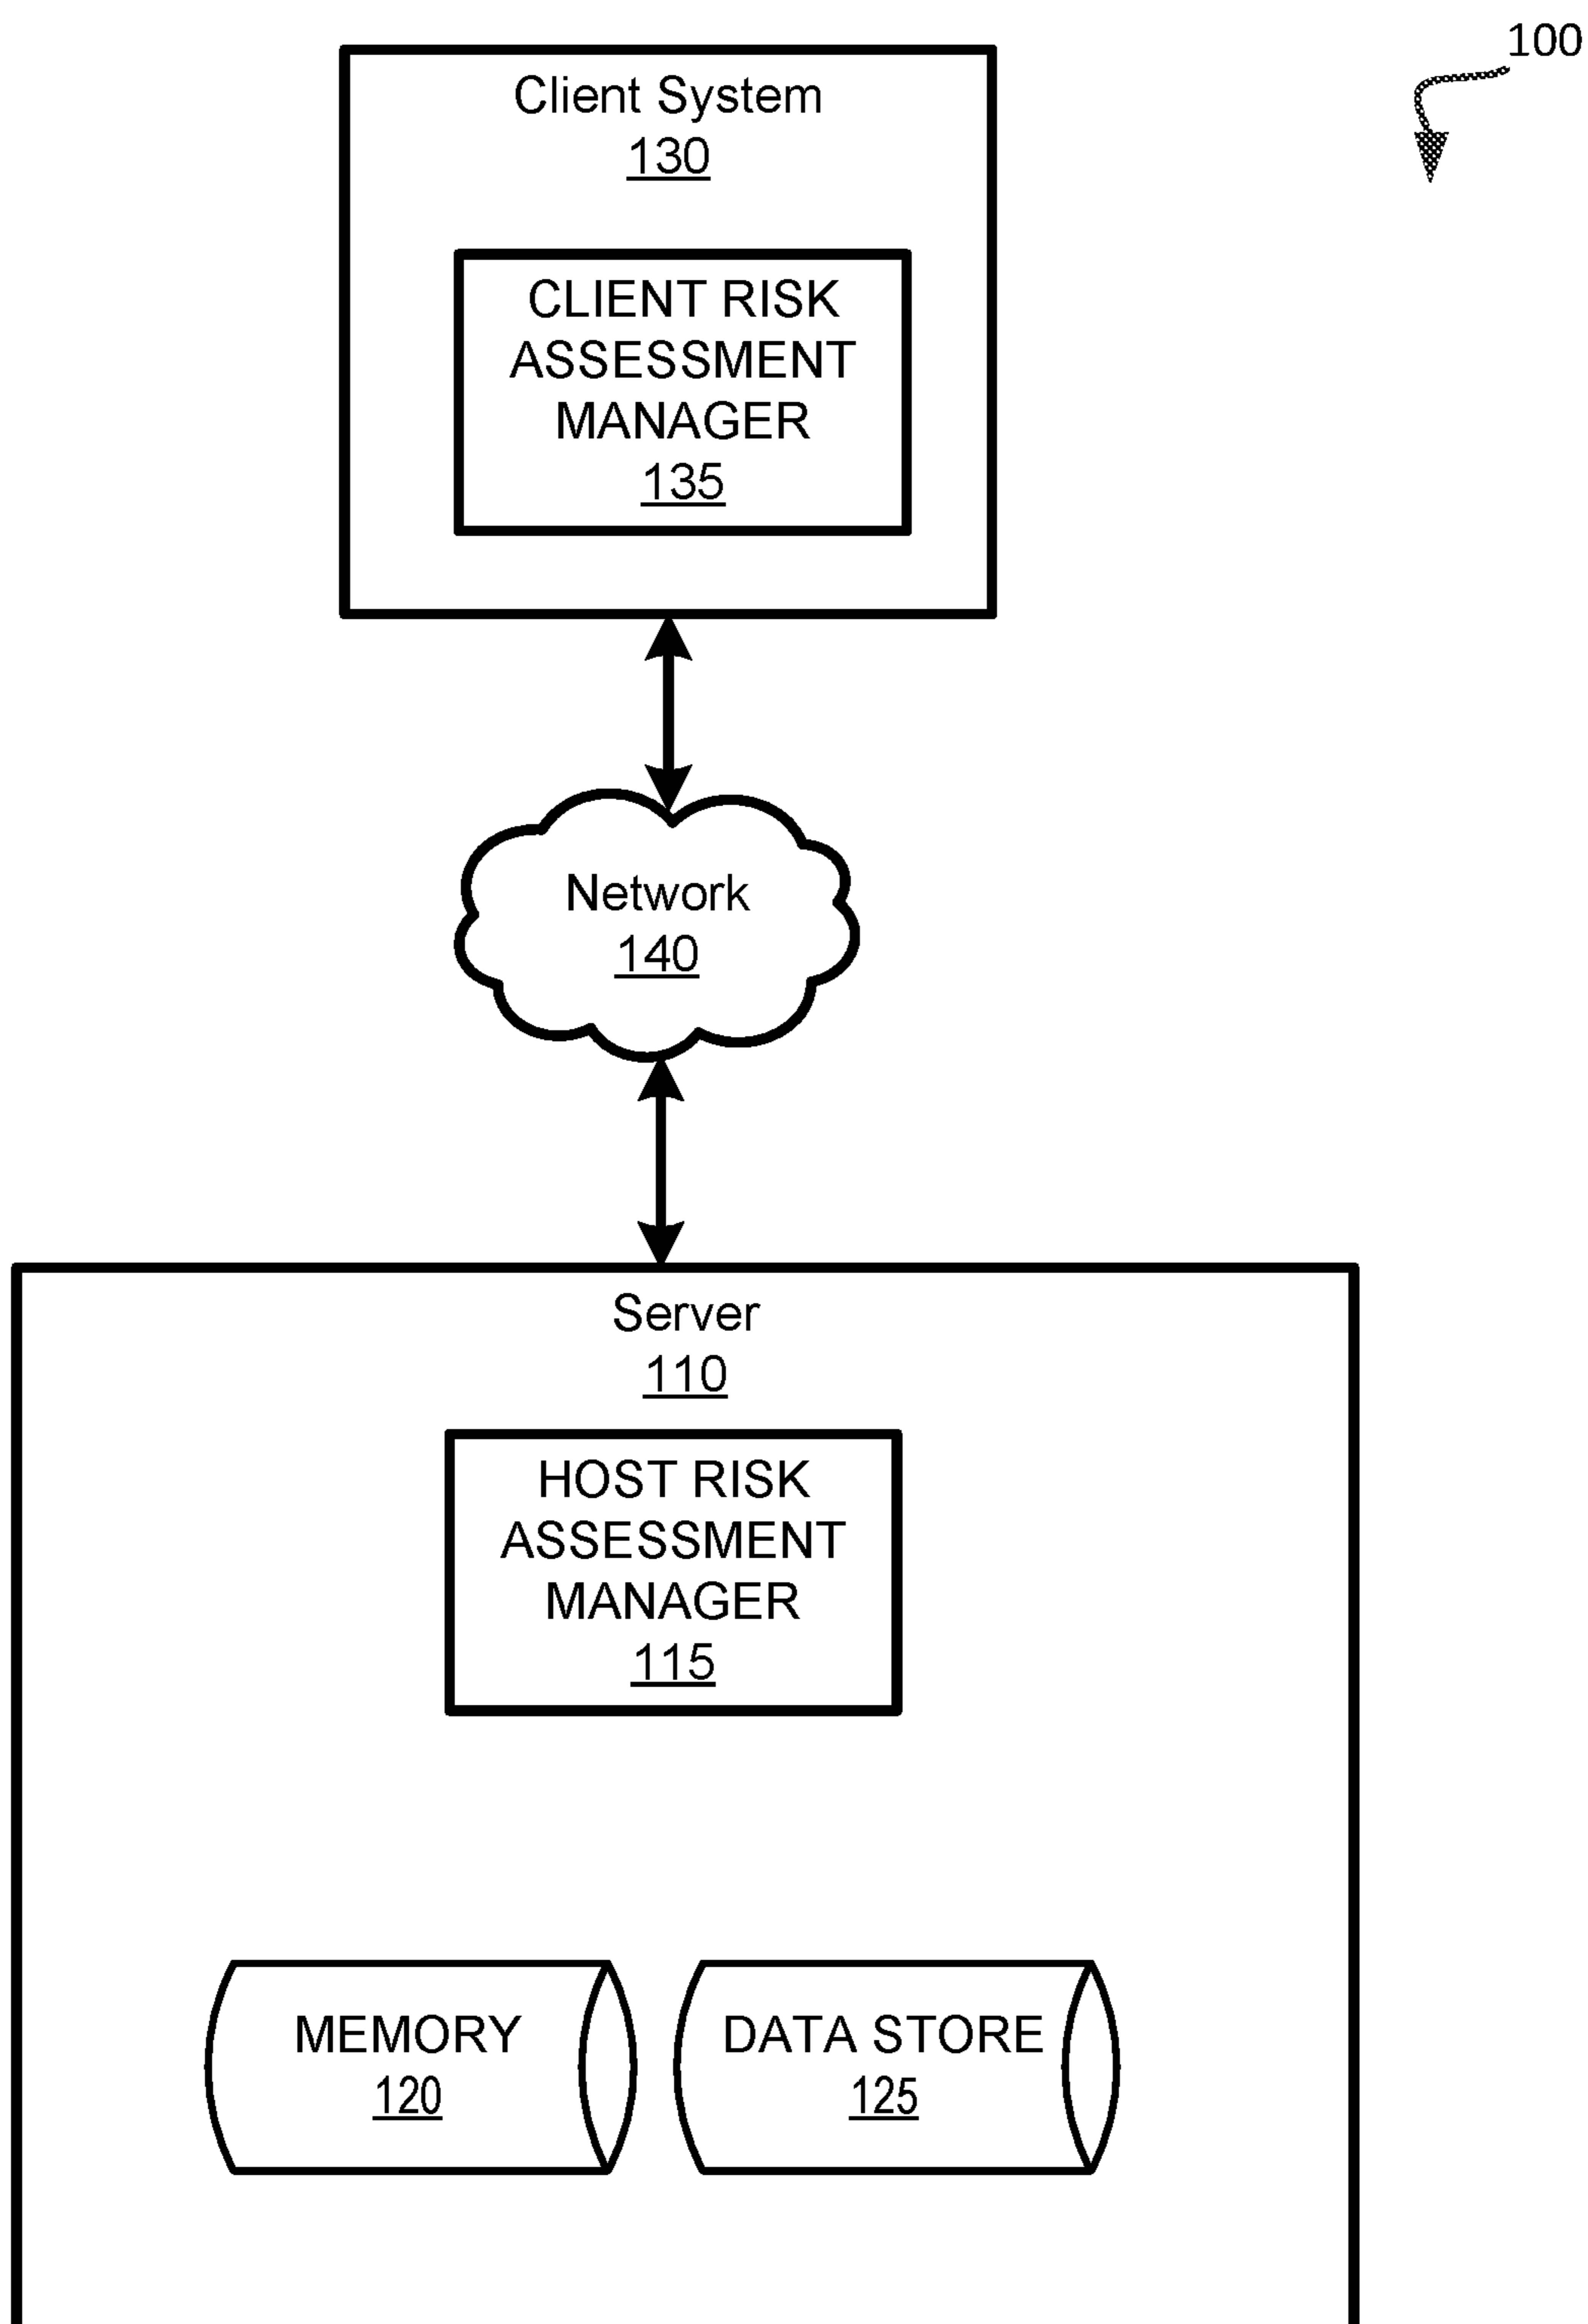 100
Client System
130
CLIENT RISK
ASSESSMENT
MANAGER
135
Network
140
Server
110
HOST RISK
ASSESSMENT
MANAGER
115
MEMORY
120
DATA STORE
125